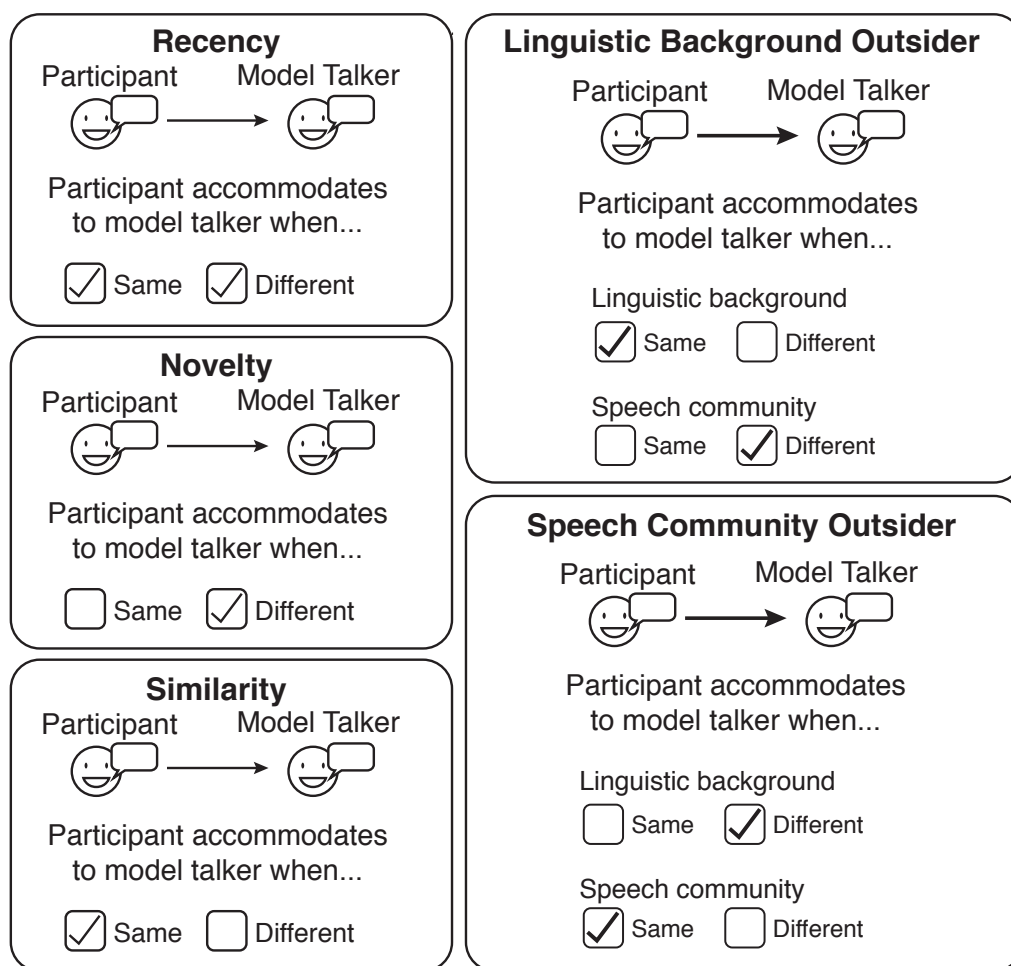 Recency
Participant Model Talker
Participant accommodates
to model talker when...
Same Different
Novelty
Participant Model Talker
Participant accommodates
to model talker when...
Same Different
Similarity
Participant Model Talker
Participant accommodates
to model talker when...
Same Different
Linguistic Background Outsider
Participant Model Talker
Participant accommodates
to model talker when...
Linguistic background
Same Different
Speech community
Same Different
Speech Community Outsider
Participant Model Talker
Participant accommodates
to model talker when...
Linguistic background
Same Different
Speech community
Same Different